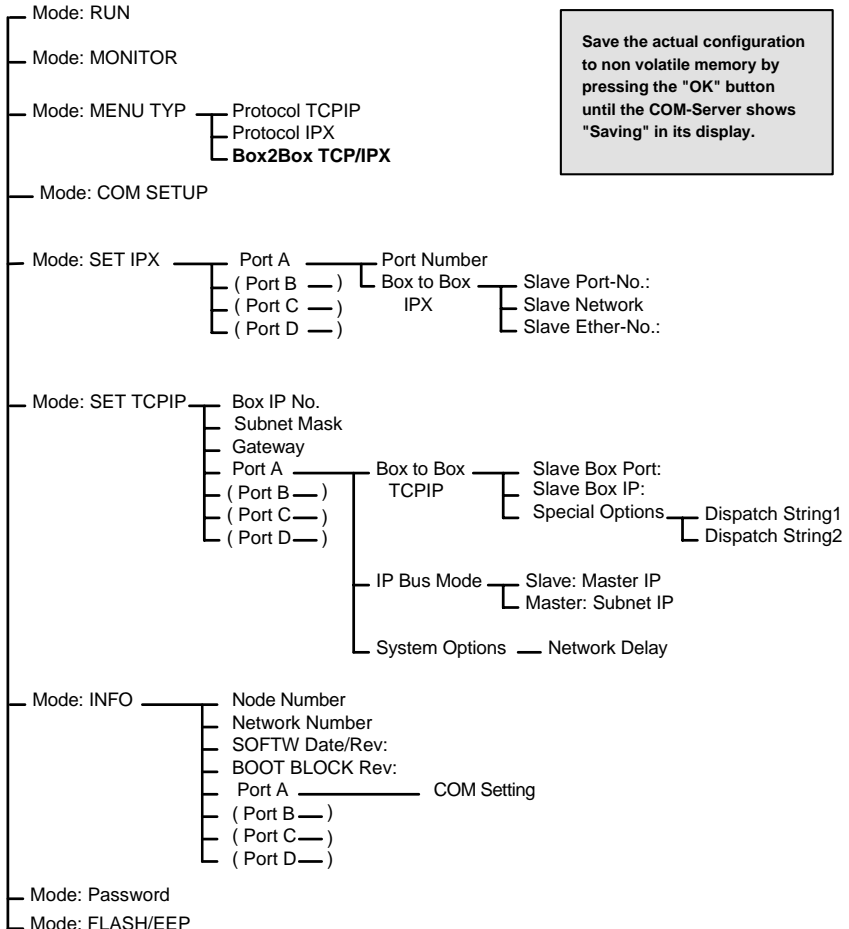 Mode: RUN
Save the actual configuration
to non volatile memory by
pressing the "OK" button
until the COM-Server shows
"Saving" in its display.
Mode: MONITOR
Mode: MENU TYP
Protocol TCPIP
Protocol IPX
Box2Box TCP/IPX
Mode: COM SETUP
Mode: SET IPX
Port A
( Port B )
( Port C )
( Port D )
Port Number
Box to Box
IPX
Slave Port-No.:
Slave Network
Slave Ether-No.:
Mode: SET TCPIP
Box IP No.
Subnet Mask
Gateway
Port A
( Port B )
( Port C )
( Port D )
Box to Box
TCPIP
Slave Box Port:
Slave Box IP:
Special Options
Dispatch String1
Dispatch String2
IP Bus Mode
Slave: Master IP
Master: Subnet IP
System Options
Network Delay
Mode: INFO
Node Number
Network Number
SOFTW Date/Rev:
BOOT BLOCK Rev:
Port A
COM Setting
( Port B )
( Port C )
( Port D )
Mode: Password
Mode: FLASH/EEP